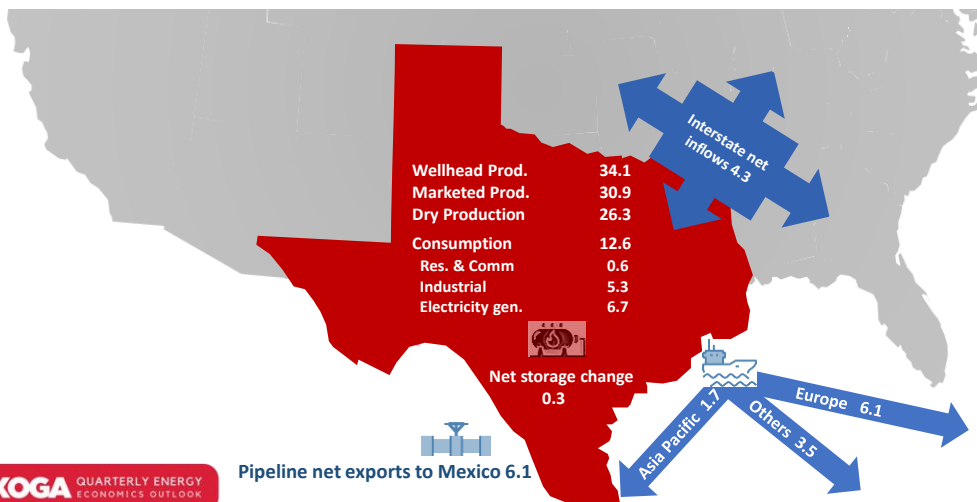 Interstate net
inflows 4.3
Wellhead Prod. 34.1
Marketed Prod. 30.9
Dry Production 26.3
Consumption 12.6
Res. & Comm 0.6
Industrial 5.3
Electricity gen. 6.7
Net storage change
0.3
Europe 6.1
Others 3.5
Asia Pacific 1.7
Pipeline net exports to Mexico 6.1
XOGA QUARTERLY ENERGY
ECONOMICS OUTLOOK